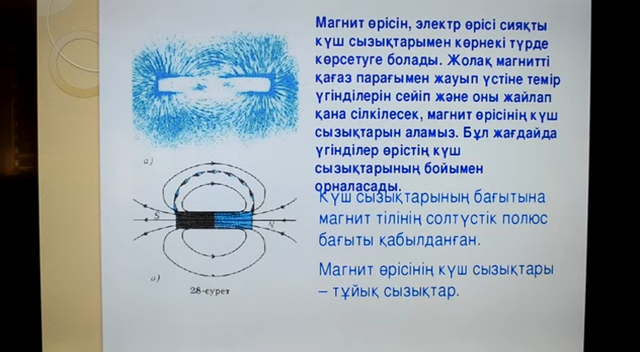 Магнит өрісін, электр өрісі сияқты
күш сызықтарымен көрнекі түрде
көрсетуге болады. Жолақ магнитті
қағаз парағымен жауып үстіне темір
үгінділерін сейіп және оны жайлап
қана сілкілесек, магнит өрісінің күш
сызықтарын аламыз. Бұл жағдайда
үгінділер өрістің күш
сызықтарының бойымен
орналасады.
Күш сызықтарының бағытына
магнит тілінің солтүстік полюс
бағыты қабылданған.
Магнит өрісінің күш сызықтары
– тұйық сызықтар.
а)
S
N
ә)
28-сурет